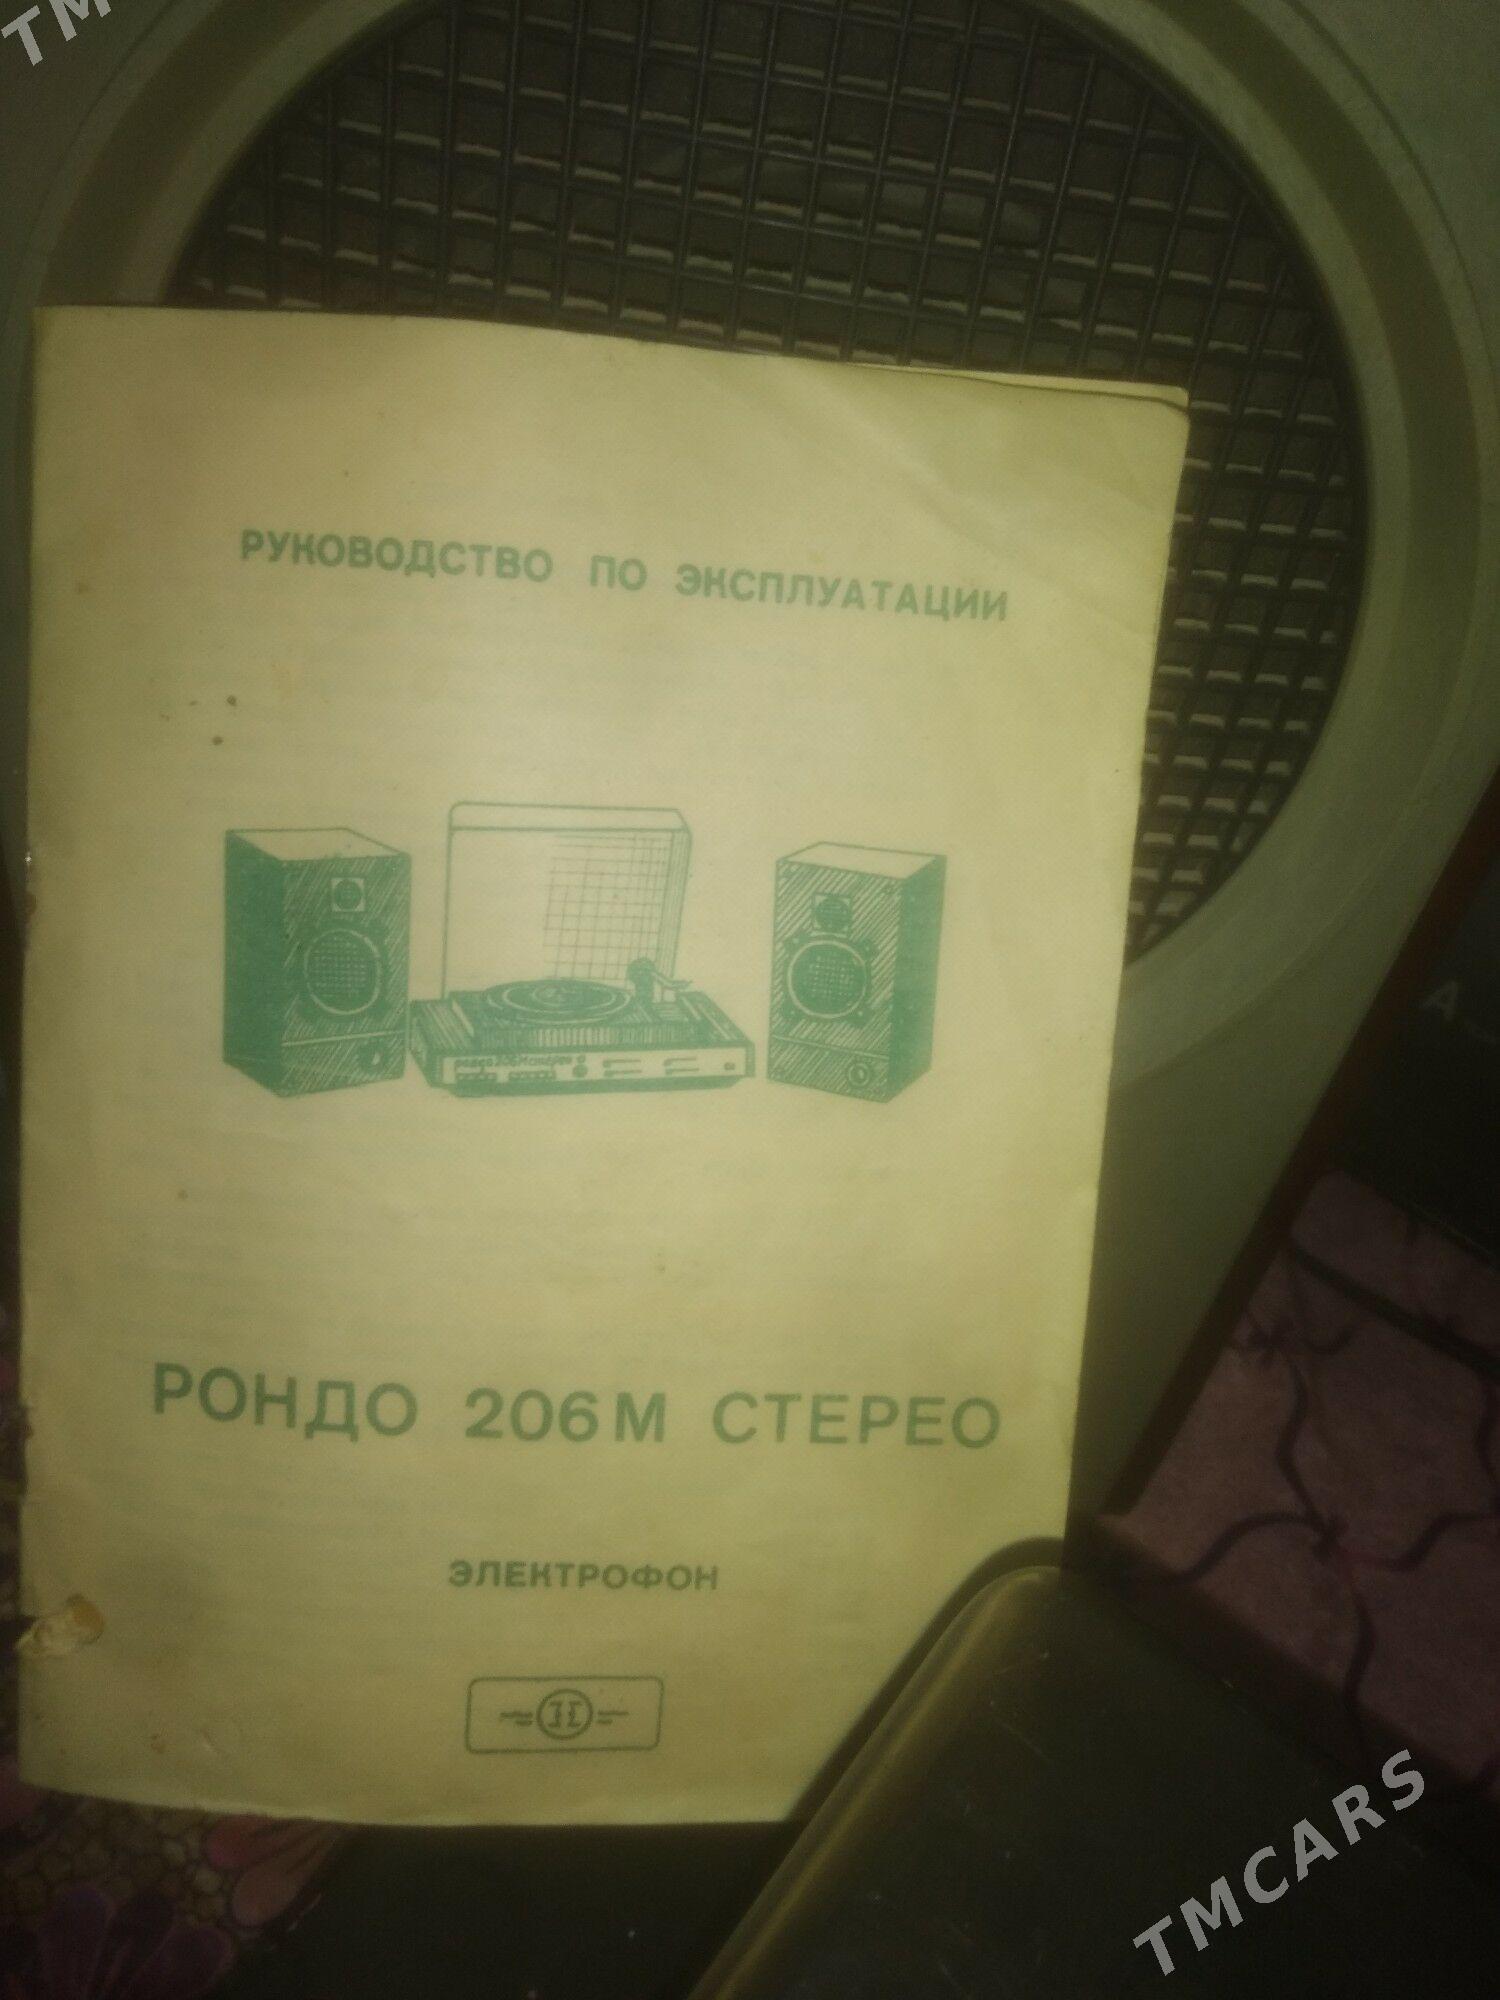 TM
РУКОВОДСТВО ПО ЭКСПЛУАТАЦИИ
РОНДО 206М СТЕРЕО
ЭЛЕКТРОФОН
TMCARS